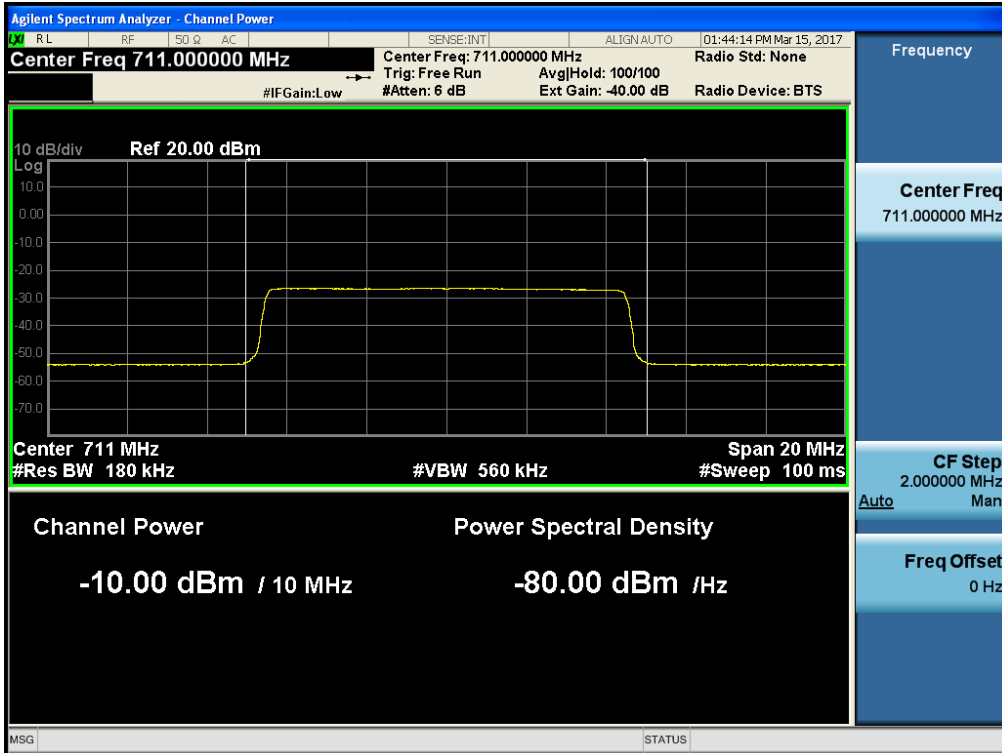 Agilent Spectrum Analyzer - Channel Power
LXI RL RF 50 Ω AC SENSE:INT ALIGN AUTO 01:44:14 PM Mar 15, 2017
Center Freq 711.000000 MHz
Center Freq: 711.000000 MHz Radio Std: None
Trig: Free Run Avg|Hold: 100/100
#IFGain:Low #Atten: 6 dB Ext Gain: -40.00 dB Radio Device: BTS
10 dB/div Ref 20.00 dBm
Log
10.0
0.00
-10.0
-20.0
-30.0
-40.0
-50.0
-60.0
-70.0
Center 711 MHz Span 20 MHz
#Res BW 180 kHz #VBW 560 kHz #Sweep 100 ms
Channel Power Power Spectral Density
-10.00 dBm / 10 MHz -80.00 dBm /Hz
Frequency
Center Freq
711.000000 MHz
CF Step
2.000000 MHz
Auto Man
Freq Offset
0 Hz
MSG STATUS